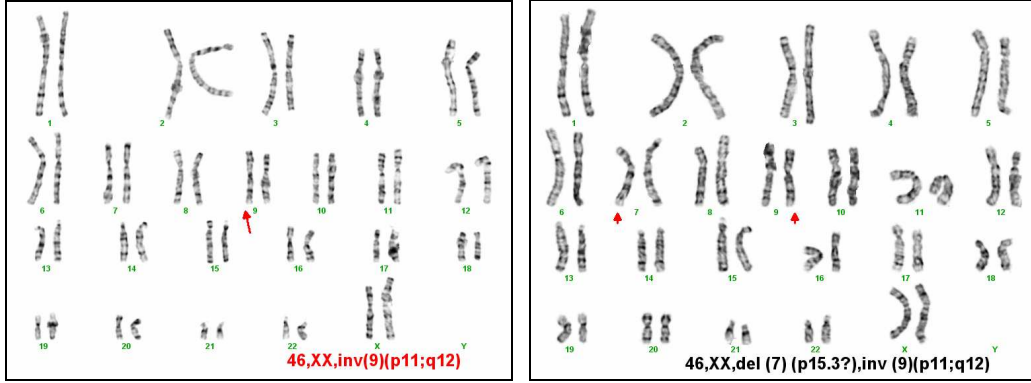 1 2 3 4 5
6 7 8 9 10 11 12
13 14 15 16 17 18
19 20 21 22 X Y
46,XX,inv(9)(p11;q12)
1 2 3 4 5
6 7 8 9 10 11 12
13 14 15 16 17 18
19 20 21 22 X Y
46,XX,del (7) (p15.3?),inv (9)(p11;q12)